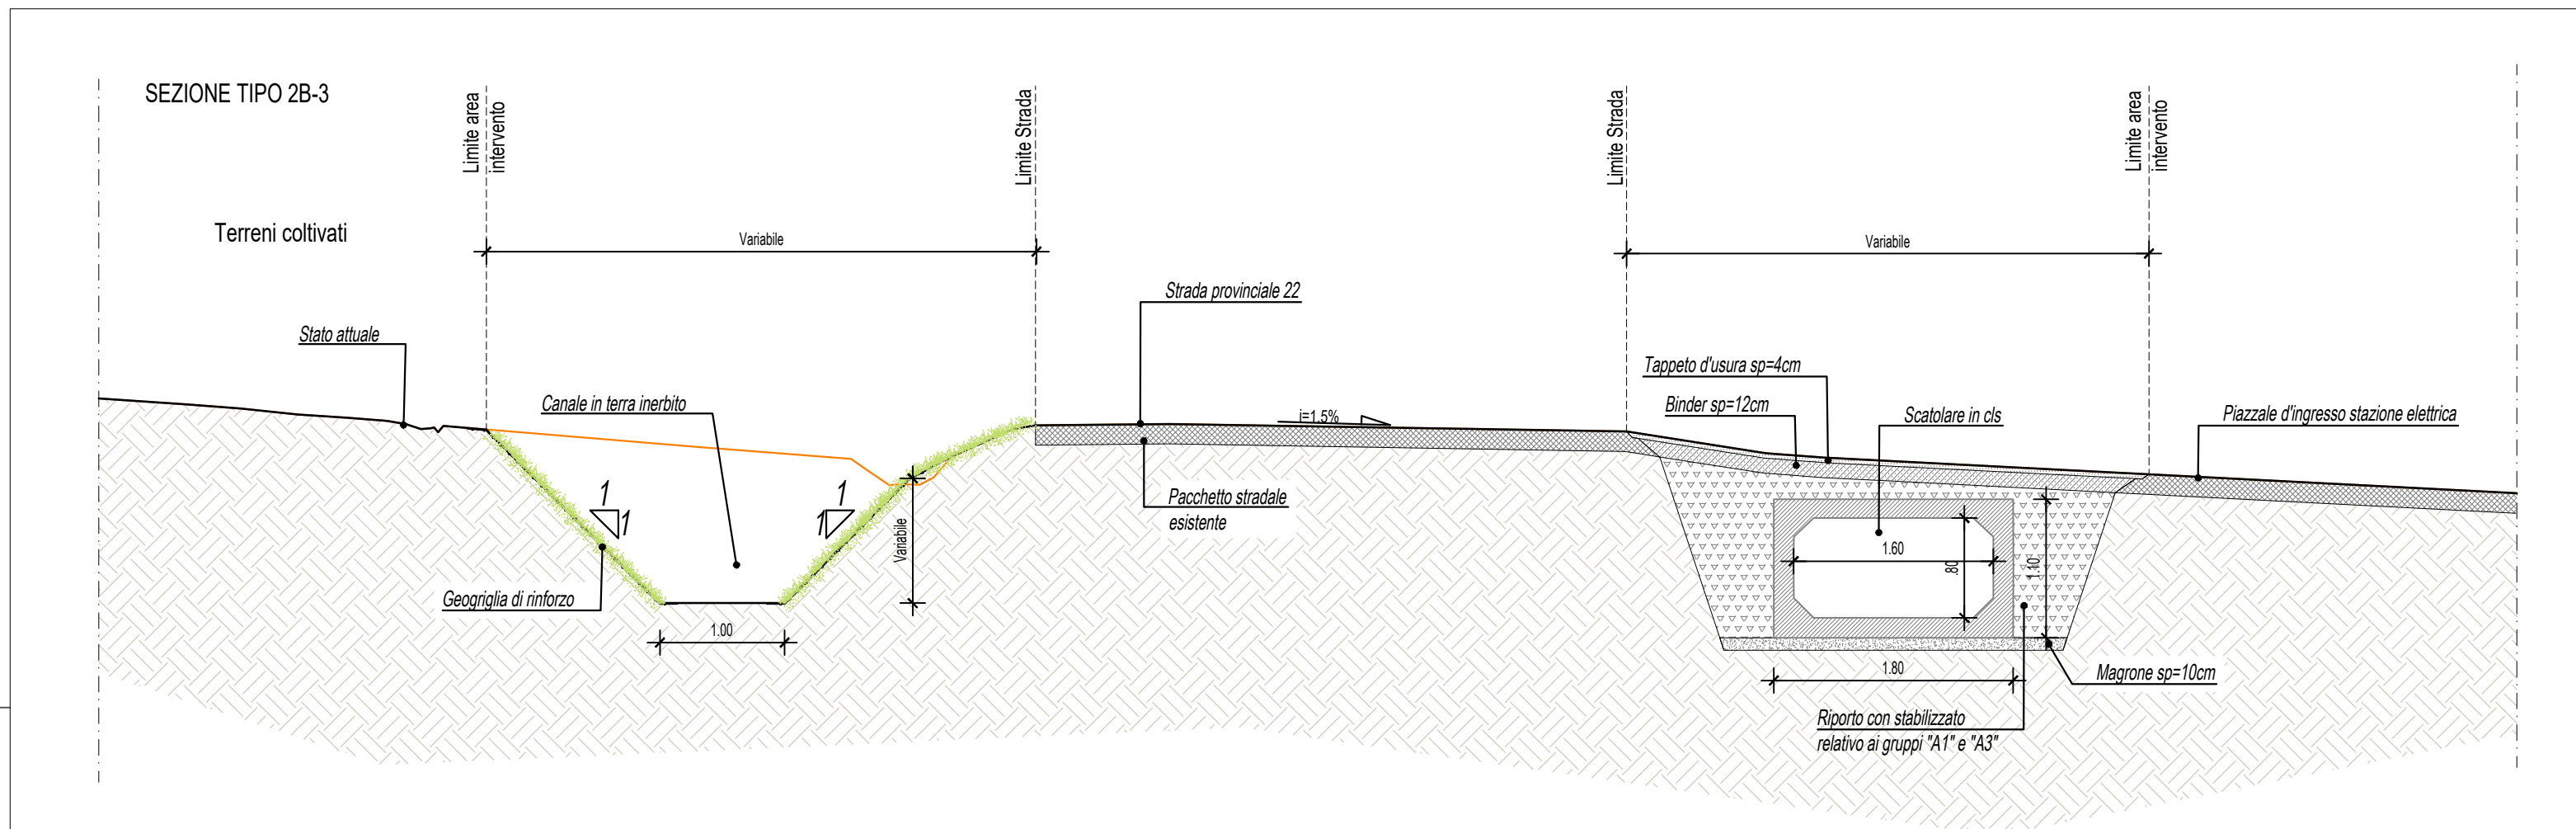 SEZIONE TIPO 2B-3
Limite area
intervento
Limite Strada
Limite Strada
Limite area
intervento
Terreni coltivati
Variabile
Variabile
Strada provinciale 22
Stato attuale
Tappeto d'usura sp=4cm
Canale in terra inerbito
Binder sp=12cm
i=1.5%
Scatolare in cls
Piazzale d'ingresso stazione elettrica
1
1
1
1
Variabile
Pacchetto stradale
esistente
1.60
.80
1.10
Geogriglia di rinforzo
1.00
1.80
Magrone sp=10cm
Riporto con stabilizzato
relativo ai gruppi "A1" e "A3"